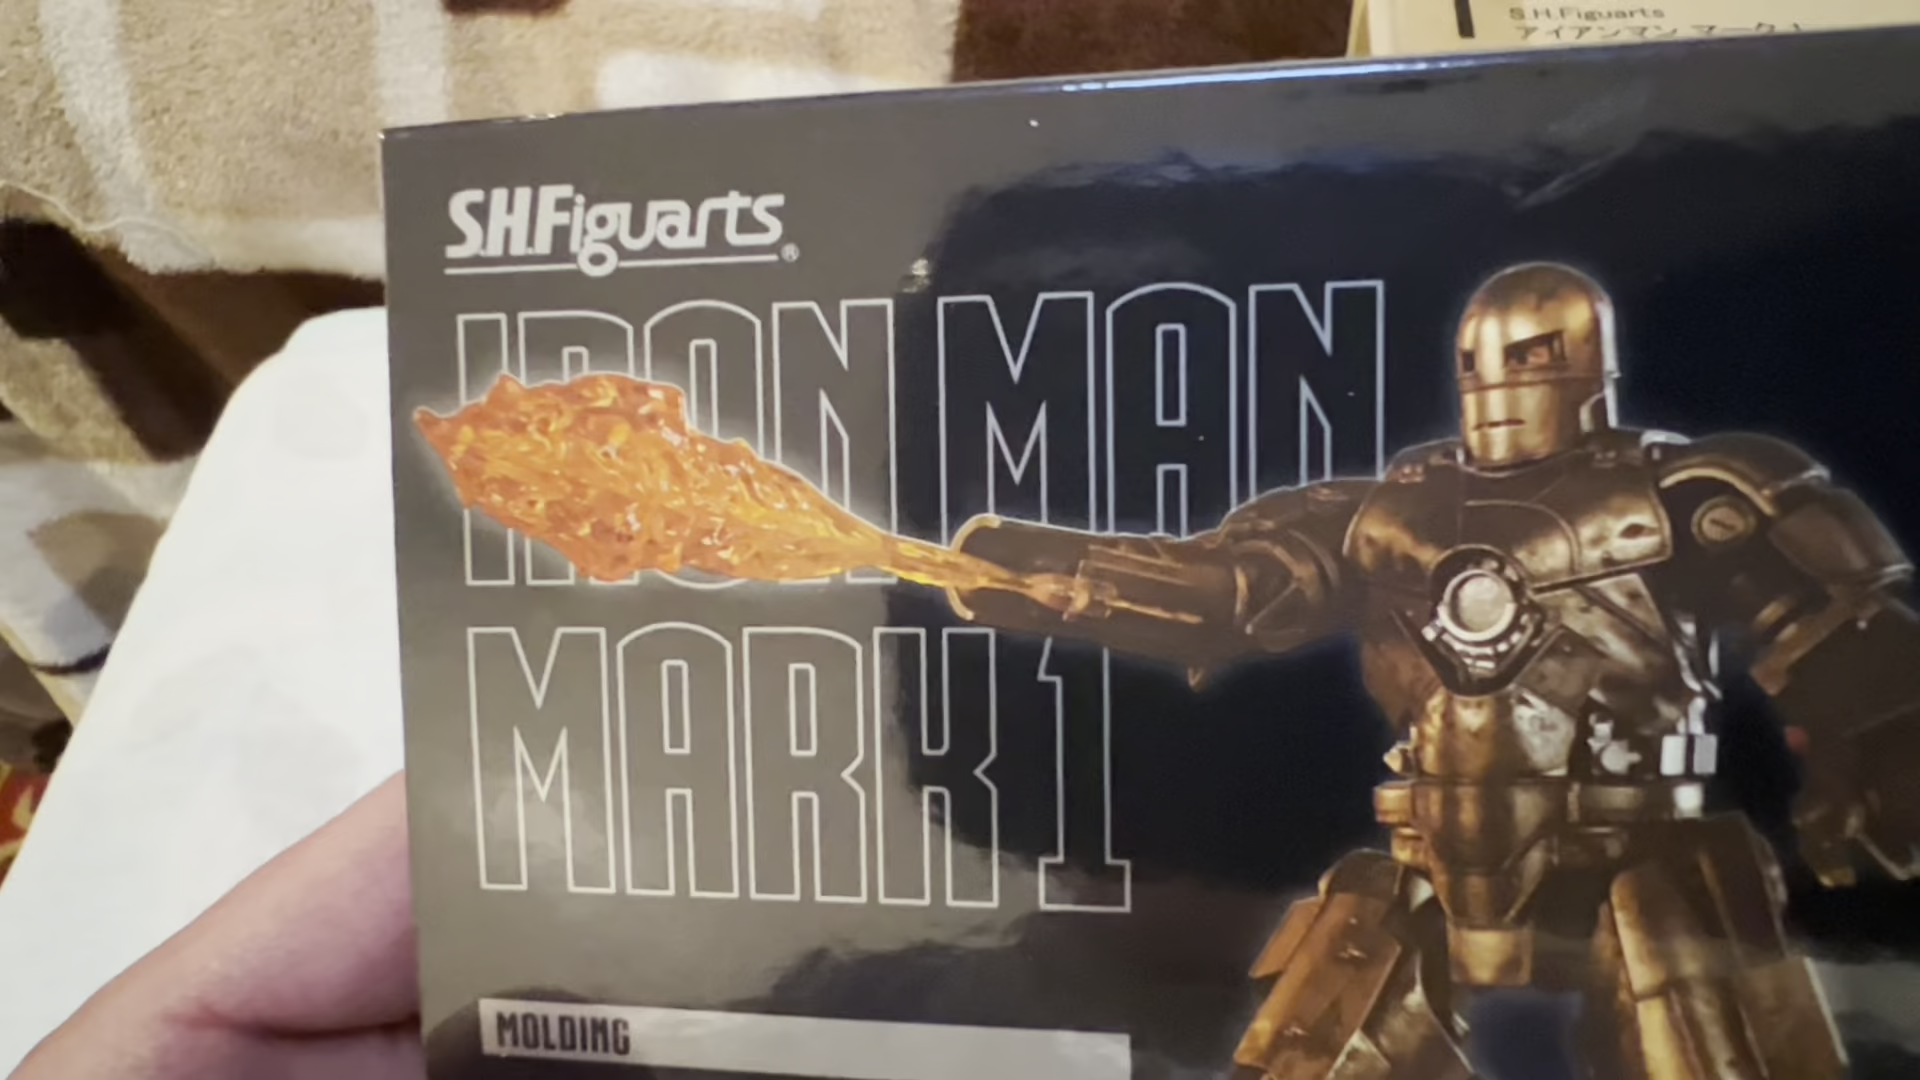 S.H.Figuarts
アイアンマン マーク1
S.H.Figuarts®
IRON MAN
MARK 1
MOLDING